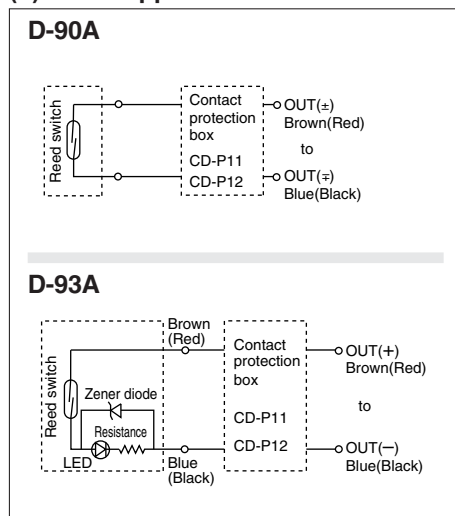 D-90A
Reed switch
Contact
protection
box
CD-P11
CD-P12
OUT(±)
Brown(Red)
to
OUT(∓)
Blue(Black)
D-93A
Reed switch
Zener diode
Resistance
LED
Brown
(Red)
Blue
(Black)
Contact
protection
box
CD-P11
CD-P12
OUT(+)
Brown(Red)
to
OUT(−)
Blue(Black)